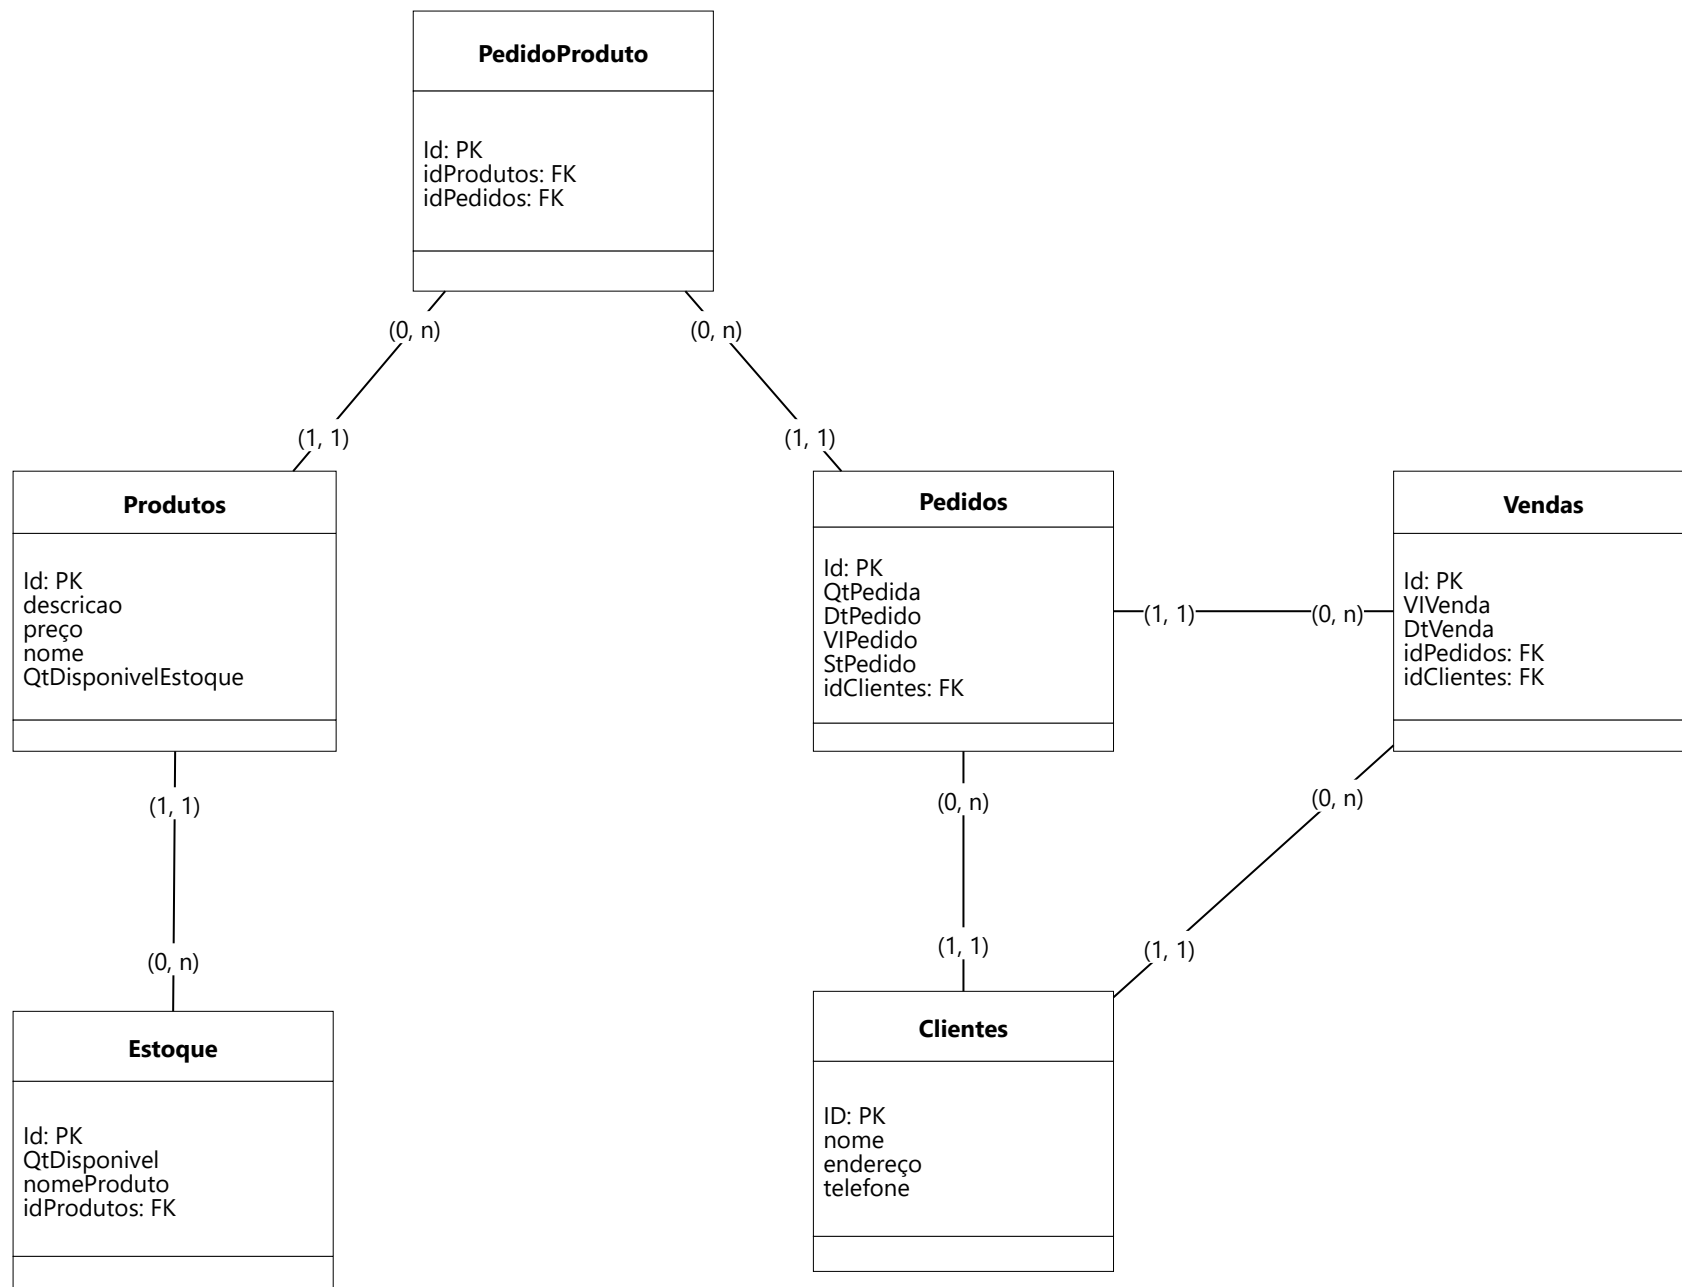 PedidoProduto
Id: PK
idProdutos: FK
idPedidos: FK
(0, n)
(0, n)
(1, 1)
(1, 1)
Produtos
Id: PK
descricao
preço
nome
QtDisponivelEstoque
Pedidos
Id: PK
QtPedida
DtPedido
VlPedido
StPedido
idClientes: FK
(1, 1)
(0, n)
Vendas
Id: PK
VlVenda
DtVenda
idPedidos: FK
idClientes: FK
(1, 1)
(0, n)
(0, n)
(0, n)
(1, 1)
(1, 1)
Estoque
Id: PK
QtDisponivel
nomeProduto
idProdutos: FK
Clientes
ID: PK
nome
endereço
telefone